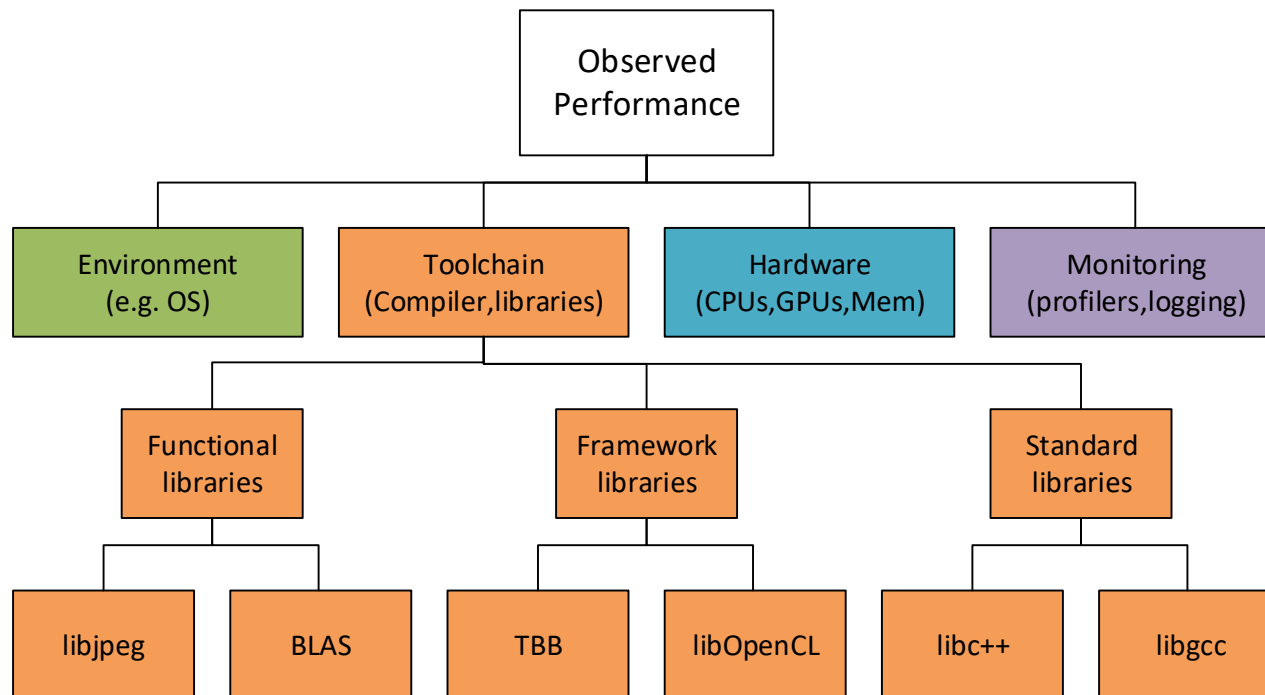 Observed
Performance
Environment
(e.g. OS)
Toolchain
(Compiler,libraries)
Hardware
(CPUs,GPUs,Mem)
Monitoring
(profilers,logging)
Functional
libraries
Framework
libraries
Standard
libraries
libjpeg
BLAS
TBB
libOpenCL
libc++
libgcc